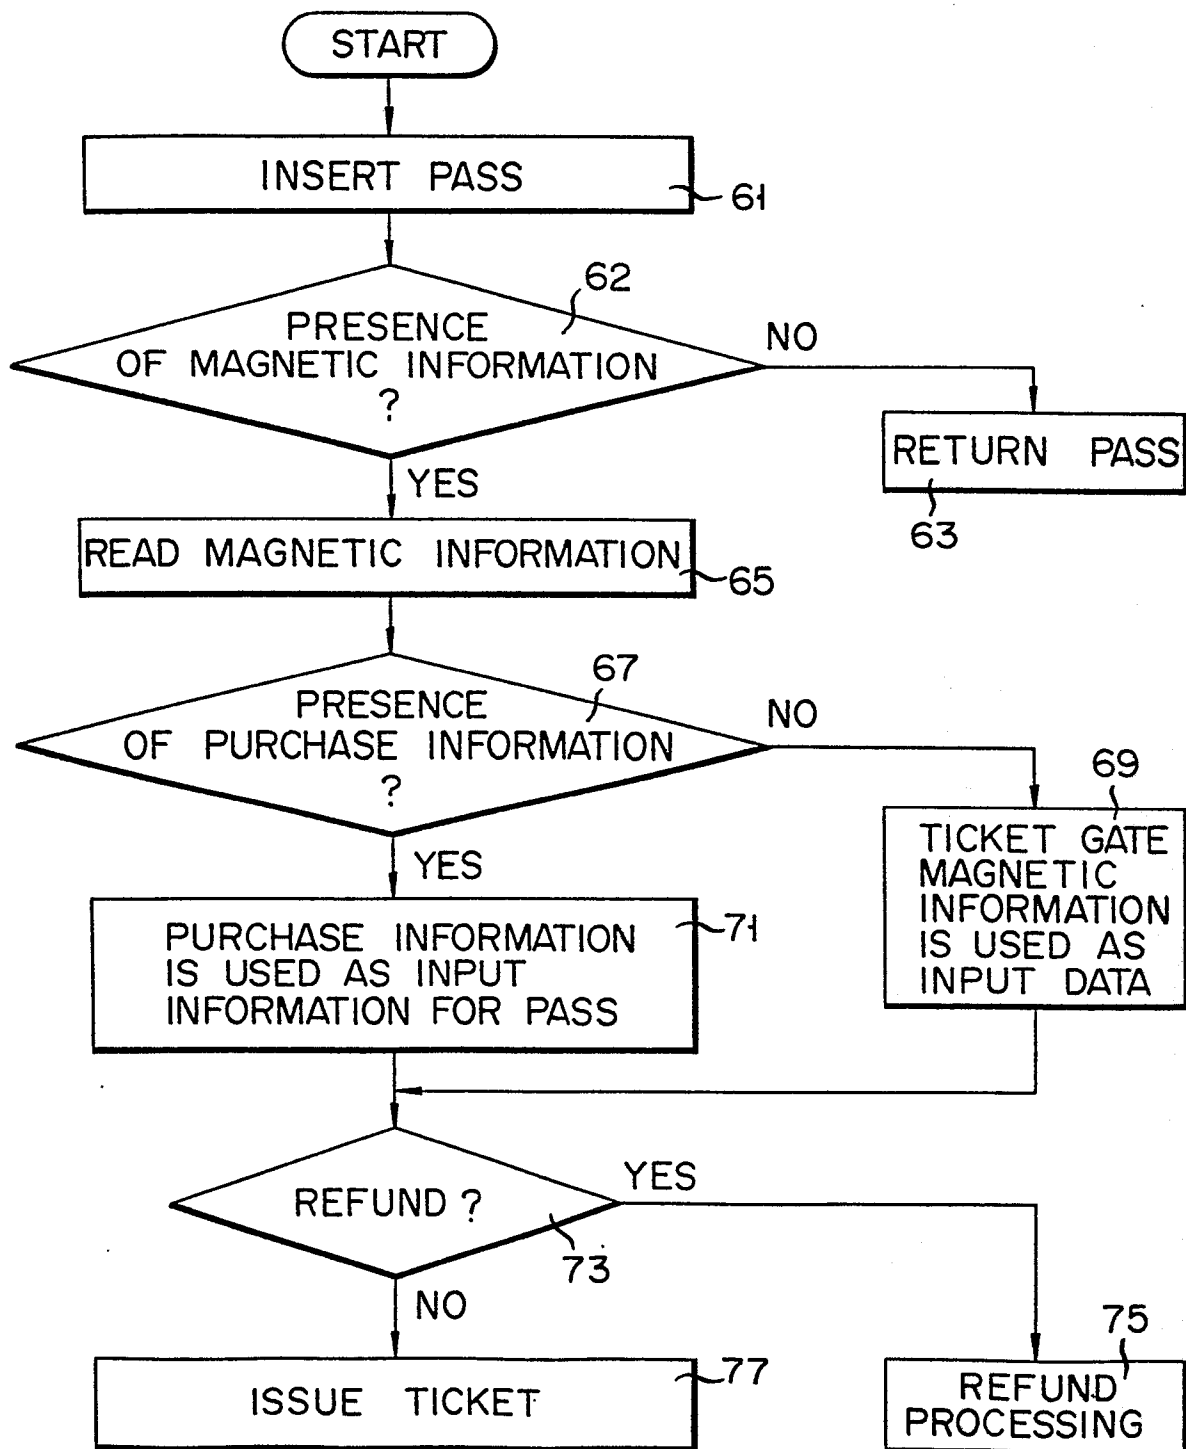 START
INSERT PASS
61
62
PRESENCE
OF MAGNETIC INFORMATION
?
NO
RETURN PASS
63
YES
READ MAGNETIC INFORMATION
65
67
PRESENCE
OF PURCHASE INFORMATION
?
NO
69
TICKET GATE
MAGNETIC
INFORMATION
IS USED AS
INPUT DATA
YES
71
PURCHASE INFORMATION
IS USED AS INPUT
INFORMATION FOR PASS
REFUND ?
YES
73
NO
75
ISSUE TICKET
77
REFUND
PROCESSING